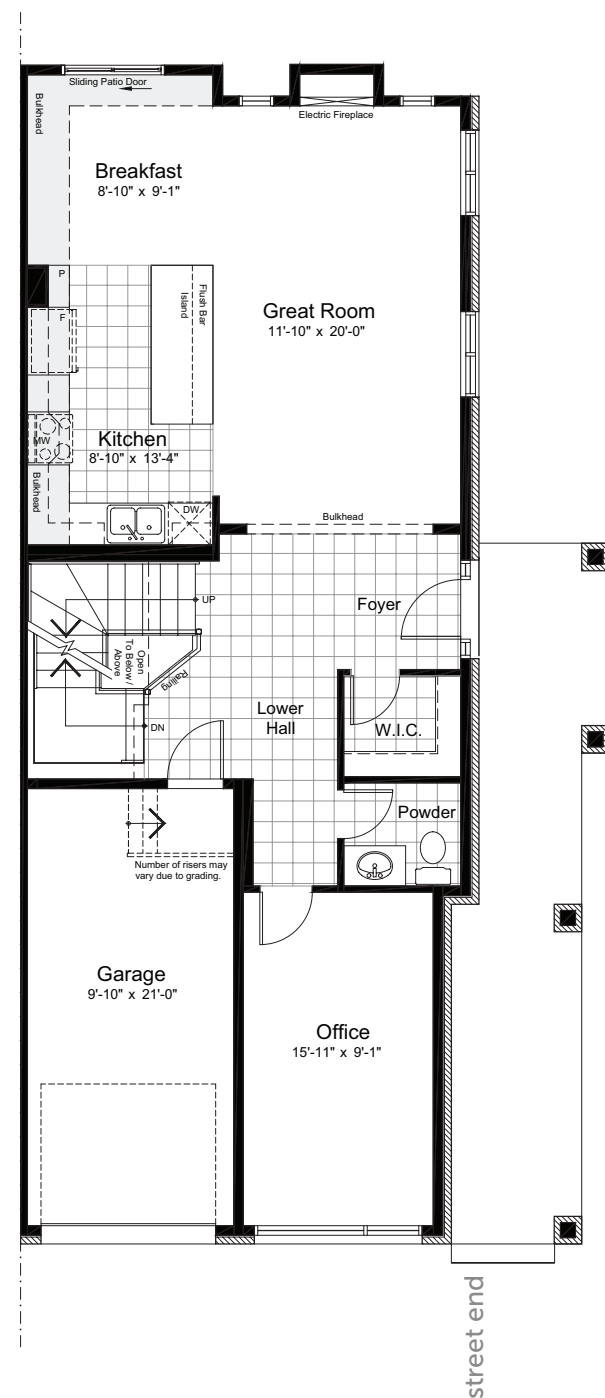 Sliding Patio Door
Bulkhead
Electric Fireplace
Breakfast
8'-10" x 9'-1"
P
F
Flush Bar
Island
Great Room
11'-10" x 20'-0"
Kitchen
8'-10" x 13'-4"
MW
Bulkhead
DW
Bulkhead
UP
Foyer
Open
To Below /
Above
Railing
DN
Lower
Hall
W.I.C.
Powder
Number of risers may
vary due to grading.
Garage
9'-10" x 21'-0"
Office
15'-11" x 9'-1"
street end